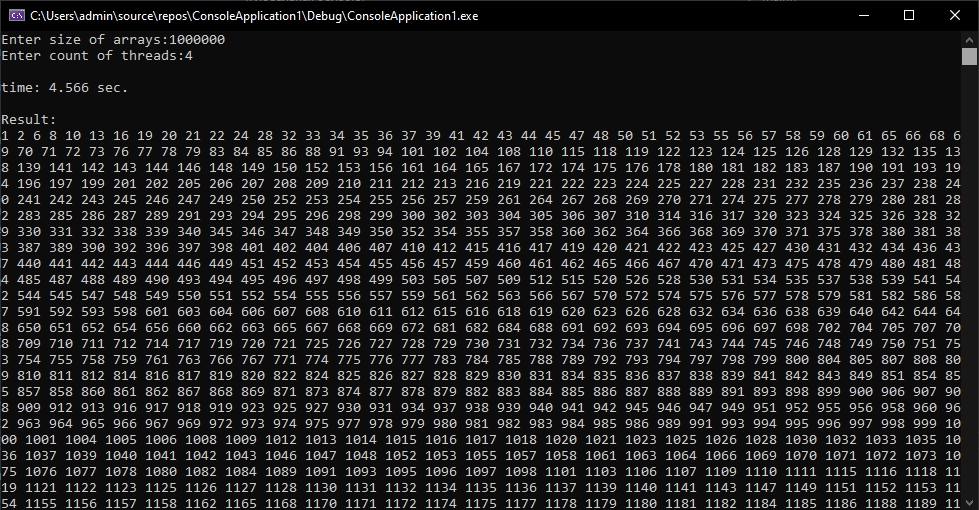 C:\Users\admin\source\repos\ConsoleApplication1\Debug\ConsoleApplication1.exe
Enter size of arrays:1000000
Enter count of threads:4
time: 4.566 sec.
Result:
1 2 6 8 10 13 16 19 20 21 22 24 28 32 33 34 35 36 37 39 41 42 43 44 45 47 48 50 51 52 53 55 56 57 58 59 60 61 65 66 68 6
9 70 71 72 73 76 77 78 79 83 84 85 86 88 91 93 94 101 102 104 108 110 115 118 119 122 123 124 125 126 128 129 132 135 13
8 139 141 142 143 144 146 148 149 150 152 153 156 161 164 165 167 172 174 175 176 178 180 181 182 183 187 190 191 193 19
4 196 197 199 201 202 205 206 207 208 209 210 211 212 213 216 219 221 222 223 224 225 227 228 231 232 235 236 237 238 24
0 241 242 243 245 246 247 249 250 252 253 254 255 256 257 259 261 264 267 268 269 270 271 274 275 277 278 279 280 281 28
2 283 285 286 287 289 291 293 294 295 296 298 299 300 302 303 304 305 306 307 310 314 316 317 320 323 324 325 326 328 32
9 330 331 332 338 339 340 345 346 347 348 349 350 352 354 355 357 358 360 362 364 366 368 369 370 371 375 378 380 381 38
3 387 389 390 392 396 397 398 401 402 404 406 407 410 412 415 416 417 419 420 421 422 423 425 427 430 431 432 434 436 43
7 440 441 442 443 444 446 449 451 452 453 454 455 456 457 459 460 461 462 465 466 467 470 471 473 475 478 479 480 481 48
4 485 487 488 489 490 493 494 495 496 497 498 499 503 505 507 509 512 515 520 526 528 530 531 534 535 537 538 539 541 54
2 544 545 547 548 549 550 551 552 554 555 556 557 559 561 562 563 566 567 570 572 574 575 576 577 578 579 581 582 586 58
7 591 592 593 598 601 603 604 606 607 608 610 611 612 615 616 618 619 620 623 626 628 632 634 636 638 639 640 642 644 64
8 650 651 652 654 656 660 662 663 665 667 668 669 672 681 682 684 688 691 692 693 694 695 696 697 698 702 704 705 707 70
8 709 710 711 712 714 717 719 720 721 725 726 727 728 729 730 731 732 734 736 737 741 743 744 745 746 748 749 750 751 75
3 754 755 758 759 761 763 766 767 771 774 775 776 777 783 784 785 788 789 792 793 794 797 798 799 800 804 805 807 808 80
9 810 811 812 814 816 817 819 820 822 824 825 826 827 828 829 830 831 834 835 836 837 838 839 841 842 843 849 851 854 85
5 857 858 860 861 862 867 868 869 871 873 874 877 878 879 882 883 884 885 886 887 888 889 891 893 898 899 900 906 907 90
8 909 912 913 916 917 918 919 923 925 927 930 931 934 937 938 939 940 941 942 945 946 947 949 951 952 955 956 958 960 96
2 963 964 965 966 967 969 972 973 974 975 977 978 979 980 981 982 983 984 985 986 989 991 993 994 995 996 997 998 999 10
00 1001 1004 1005 1006 1008 1009 1012 1013 1014 1015 1016 1017 1018 1020 1021 1023 1025 1026 1028 1030 1032 1033 1035 10
36 1037 1039 1040 1041 1042 1043 1046 1047 1048 1052 1053 1055 1057 1058 1061 1063 1064 1066 1069 1070 1071 1072 1073 10
75 1076 1077 1078 1080 1082 1084 1089 1091 1093 1095 1096 1097 1098 1101 1103 1106 1107 1109 1110 1111 1115 1116 1118 11
19 1121 1122 1123 1125 1126 1127 1128 1130 1131 1132 1134 1135 1136 1137 1139 1140 1141 1143 1147 1149 1151 1152 1153 11
54 1155 1156 1157 1158 1162 1165 1168 1170 1171 1172 1174 1175 1177 1178 1179 1180 1181 1182 1184 1185 1186 1188 1189 11